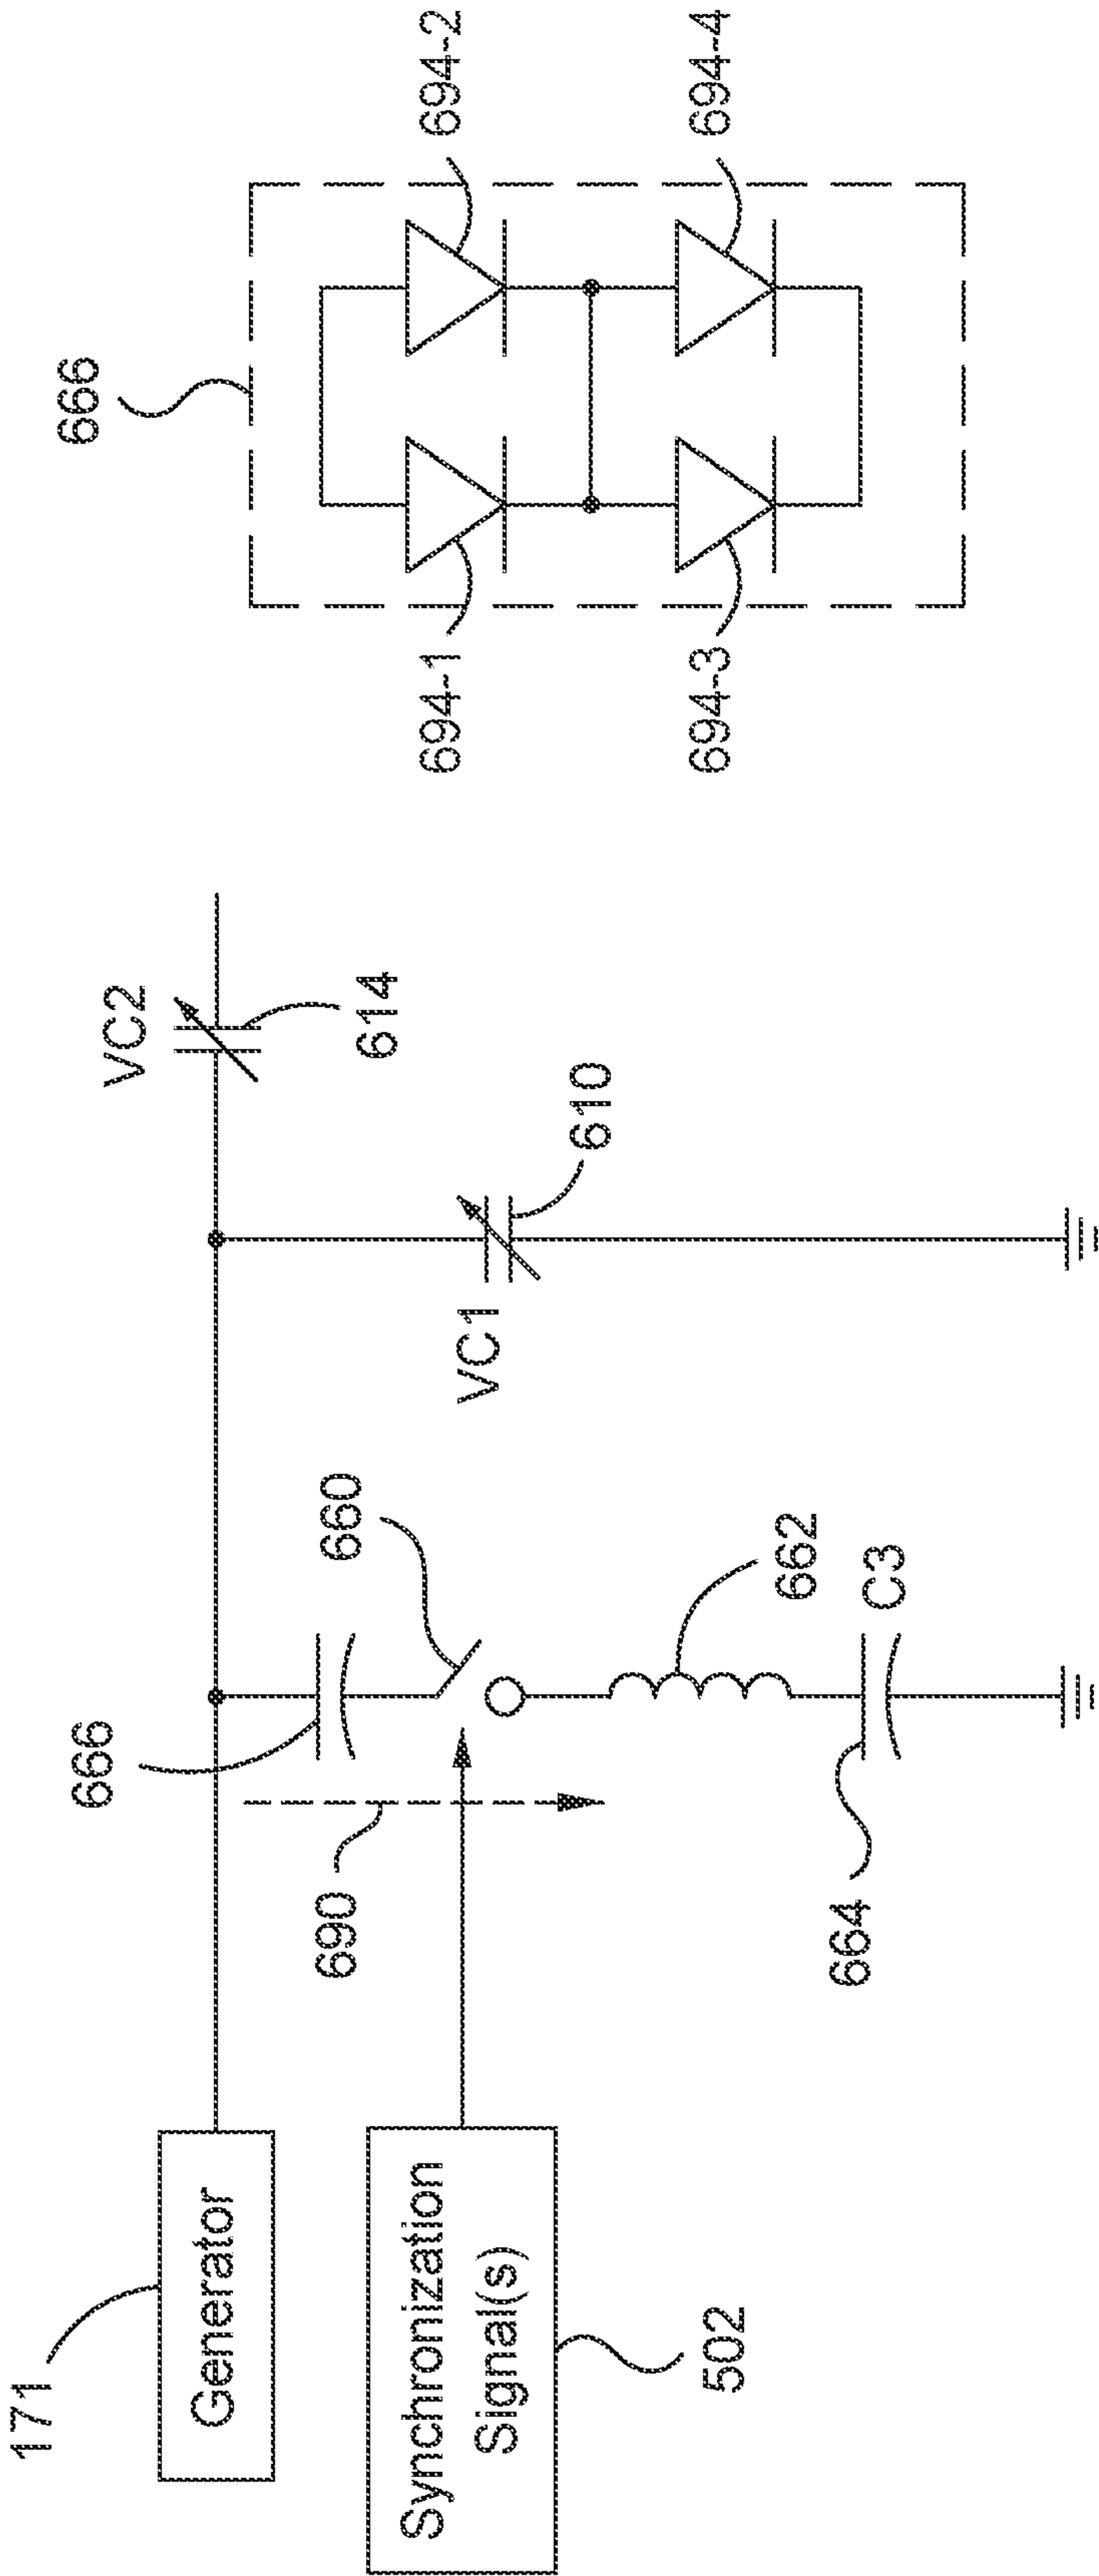 171
Generator
Synchronization
Signal(s)
502
690
666
660
662
664
C3
VC1
610
VC2
614
666
694-1
694-2
694-3
694-4